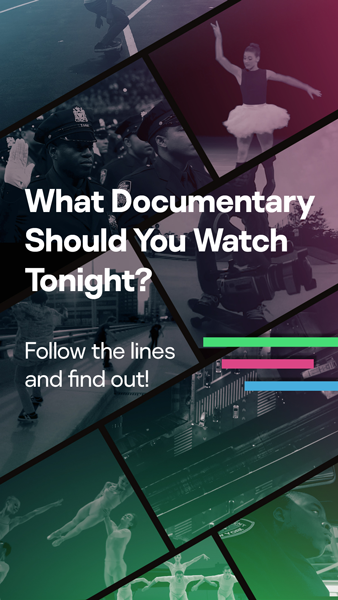 What Documentary
Should You Watch
Tonight?
Follow the lines
and find out!